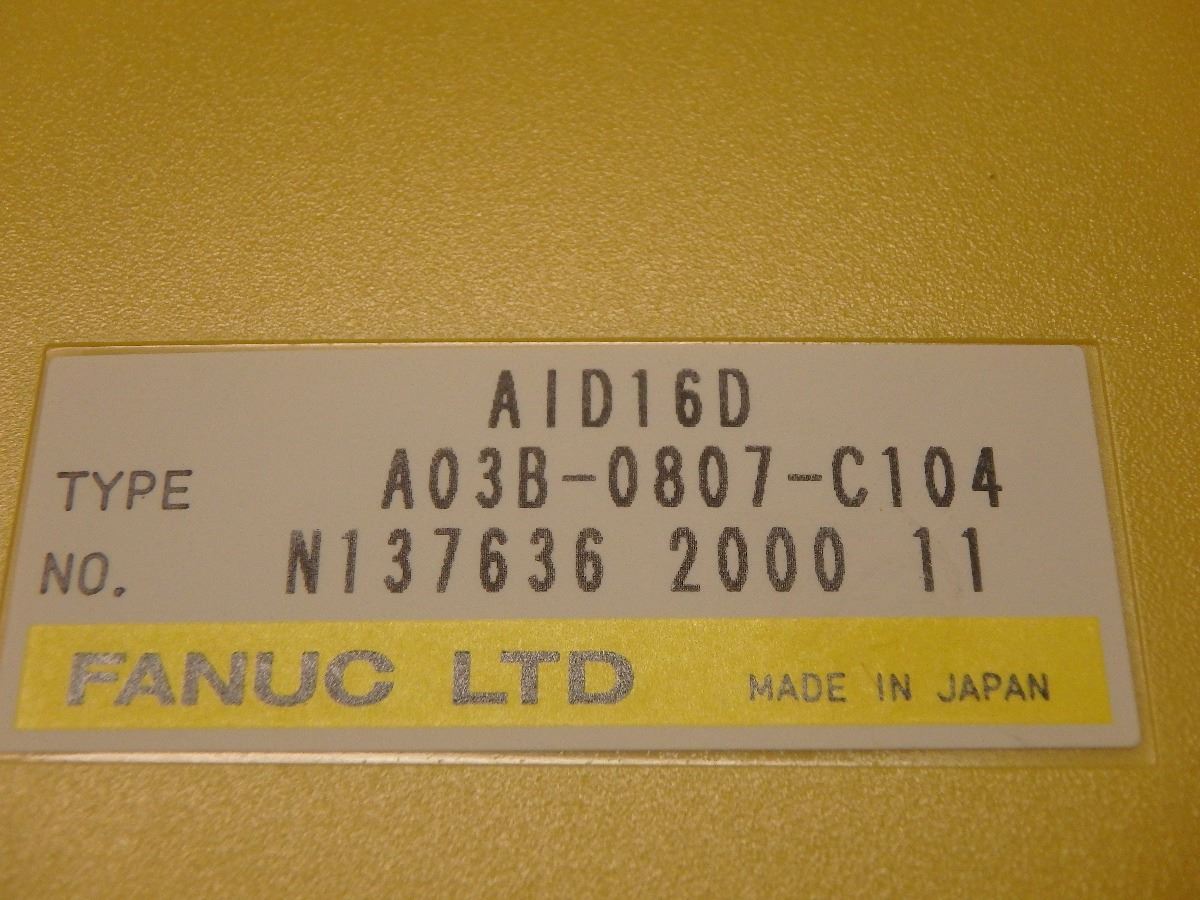 AID16D
TYPE A03B-0807-C104
NO. N137636 2000 11
FANUC LTD MADE IN JAPAN